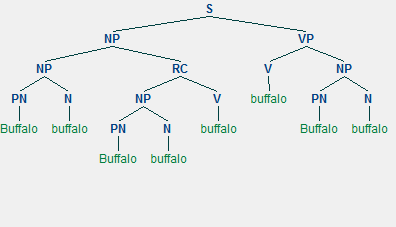 S
NP VP
NP RC V NP
PN N NP V buffalo PN N
Buffalo buffalo PN N buffalo Buffalo buffalo
Buffalo buffalo